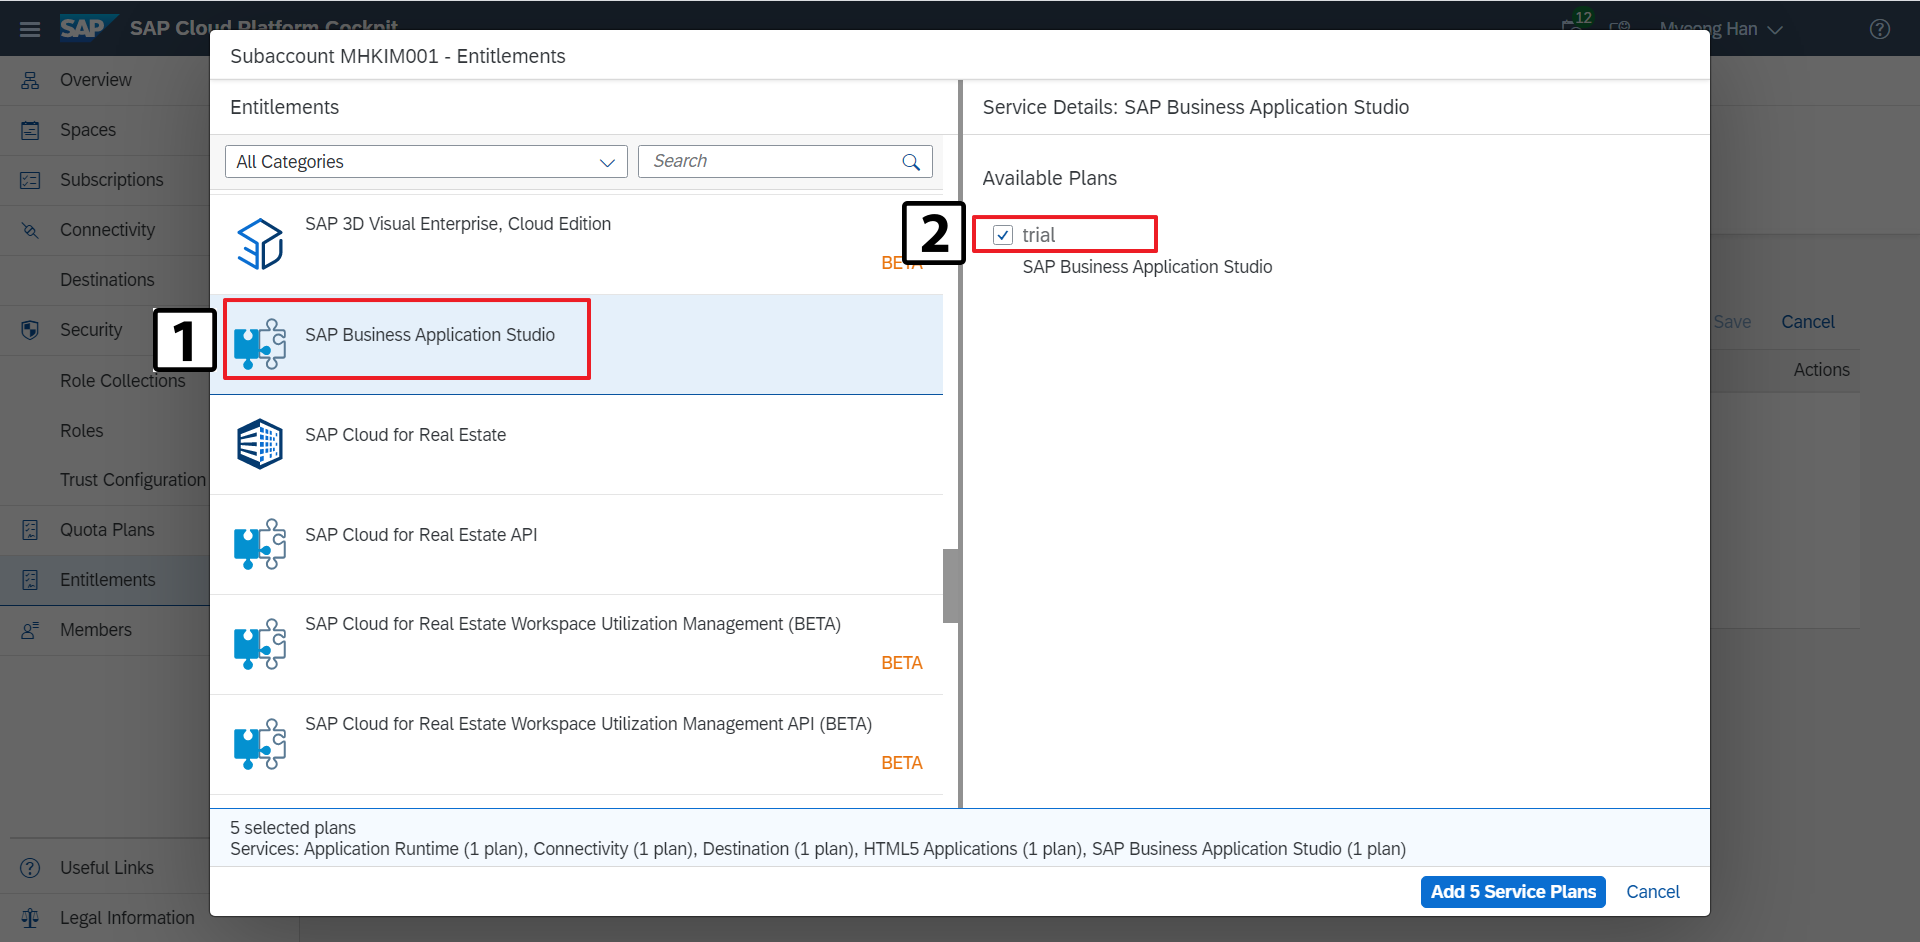 SAP
SAP Cloud Platform Cockpit
12
Myeong Han
Overview
Spaces
Subscriptions
Connectivity
Destinations
Security
Role Collections
Roles
Trust Configuration
Quota Plans
Entitlements
Members
Useful Links
Legal Information
Subaccount MHKIM001 - Entitlements
Entitlements
All Categories
Search
SAP 3D Visual Enterprise, Cloud Edition
BETA
1
SAP Business Application Studio
SAP Cloud for Real Estate
SAP Cloud for Real Estate API
SAP Cloud for Real Estate Workspace Utilization Management (BETA)
BETA
SAP Cloud for Real Estate Workspace Utilization Management API (BETA)
BETA
Service Details: SAP Business Application Studio
Available Plans
2
trial
SAP Business Application Studio
Save
Cancel
Actions
5 selected plans
Services: Application Runtime (1 plan), Connectivity (1 plan), Destination (1 plan), HTML5 Applications (1 plan), SAP Business Application Studio (1 plan)
Add 5 Service Plans
Cancel